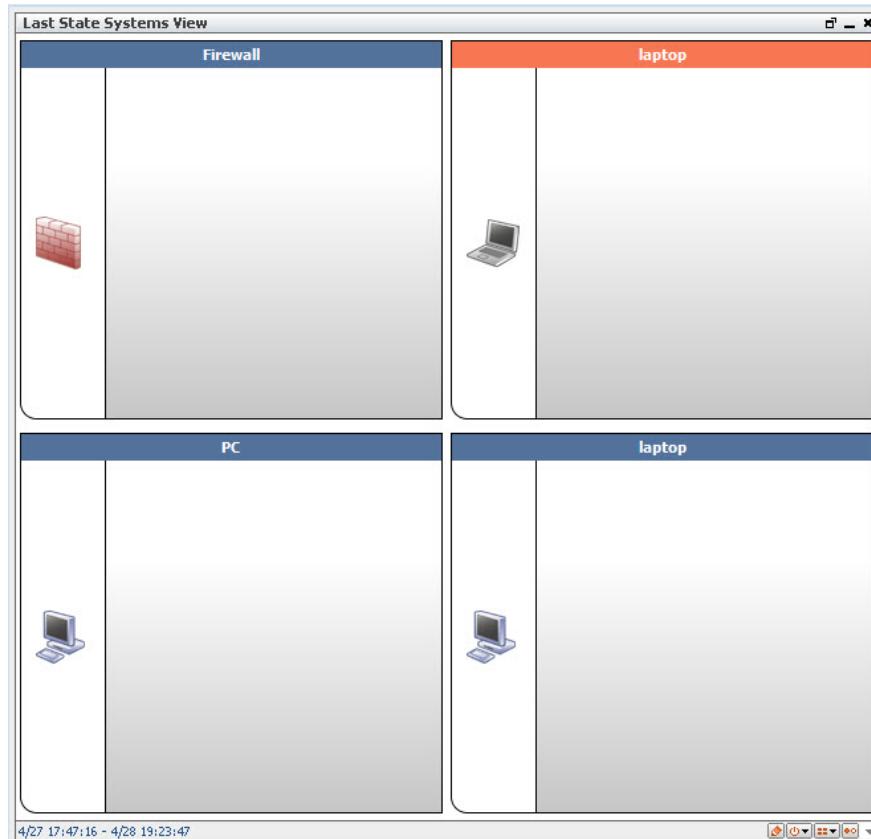 Last State Systems View
Firewall
laptop
PC
laptop
4/27 17:47:16 - 4/28 19:23:47